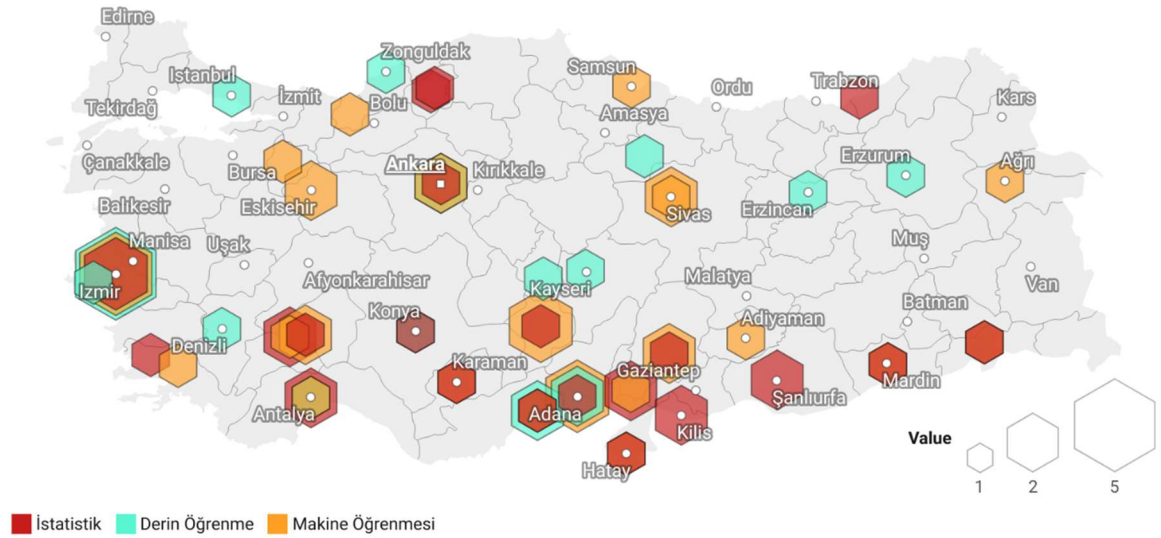 Edirne
Zonguldak
Istanbul
Samsun
Trabzon
Ordu
İzmit
Bolu
Kars
Tekirdağ
Amasya
Çanakkale
Bursa
Ankara
Kırıkkale
Erzurum
Ağrı
Balıkesir
Eskisehir
Sivas
Erzincan
Manisa
Uşak
Muş
Afyonkarahisar
Malatya
Van
Izmir
Kayseri
Konya
Batman
Adiyaman
Denizli
Karaman
Gaziantep
Mardin
Antalya
Adana
Şanlıurfa
Kilis
Hatay
Value
1 2 5
İstatistik Derin Öğrenme Makine Öğrenmesi